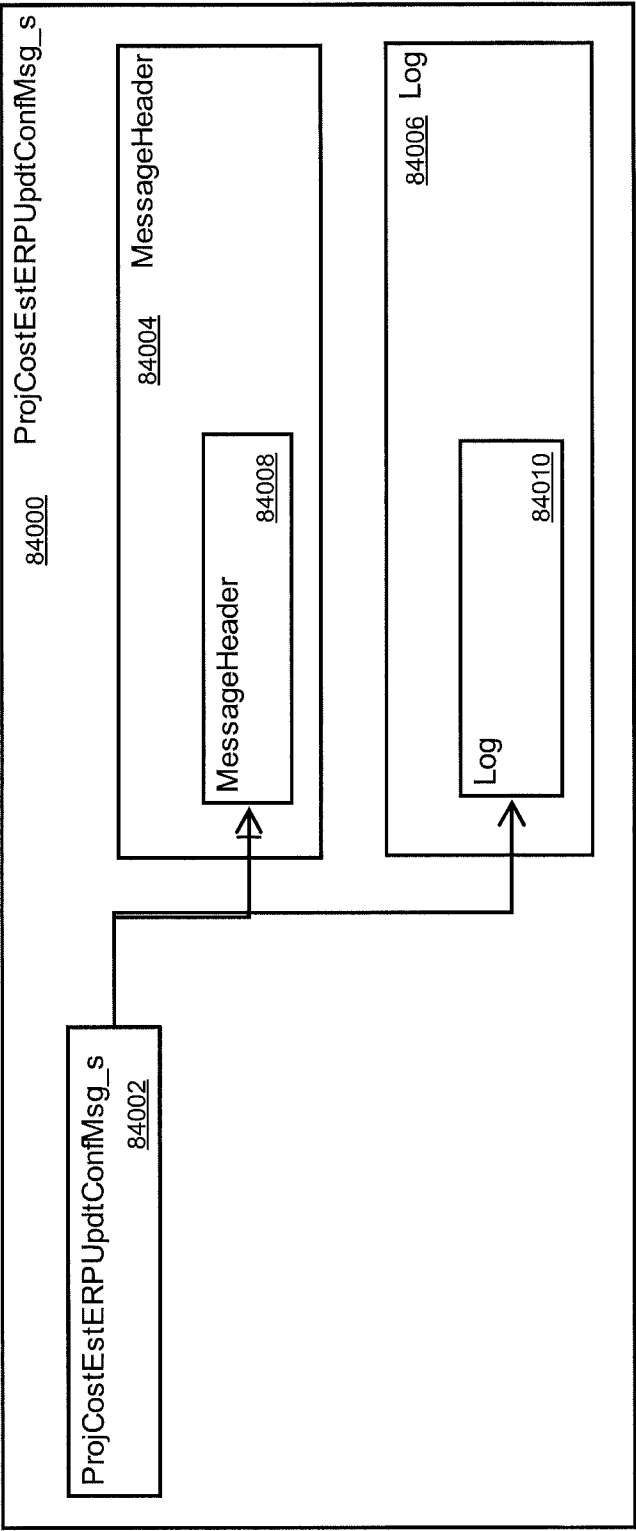 84000 ProjCostEstERPUpdtConfMsg_s
ProjCostEstERPUpdtConfMsg_s
84002
84004 MessageHeader
MessageHeader
84008
84006 Log
Log
84010